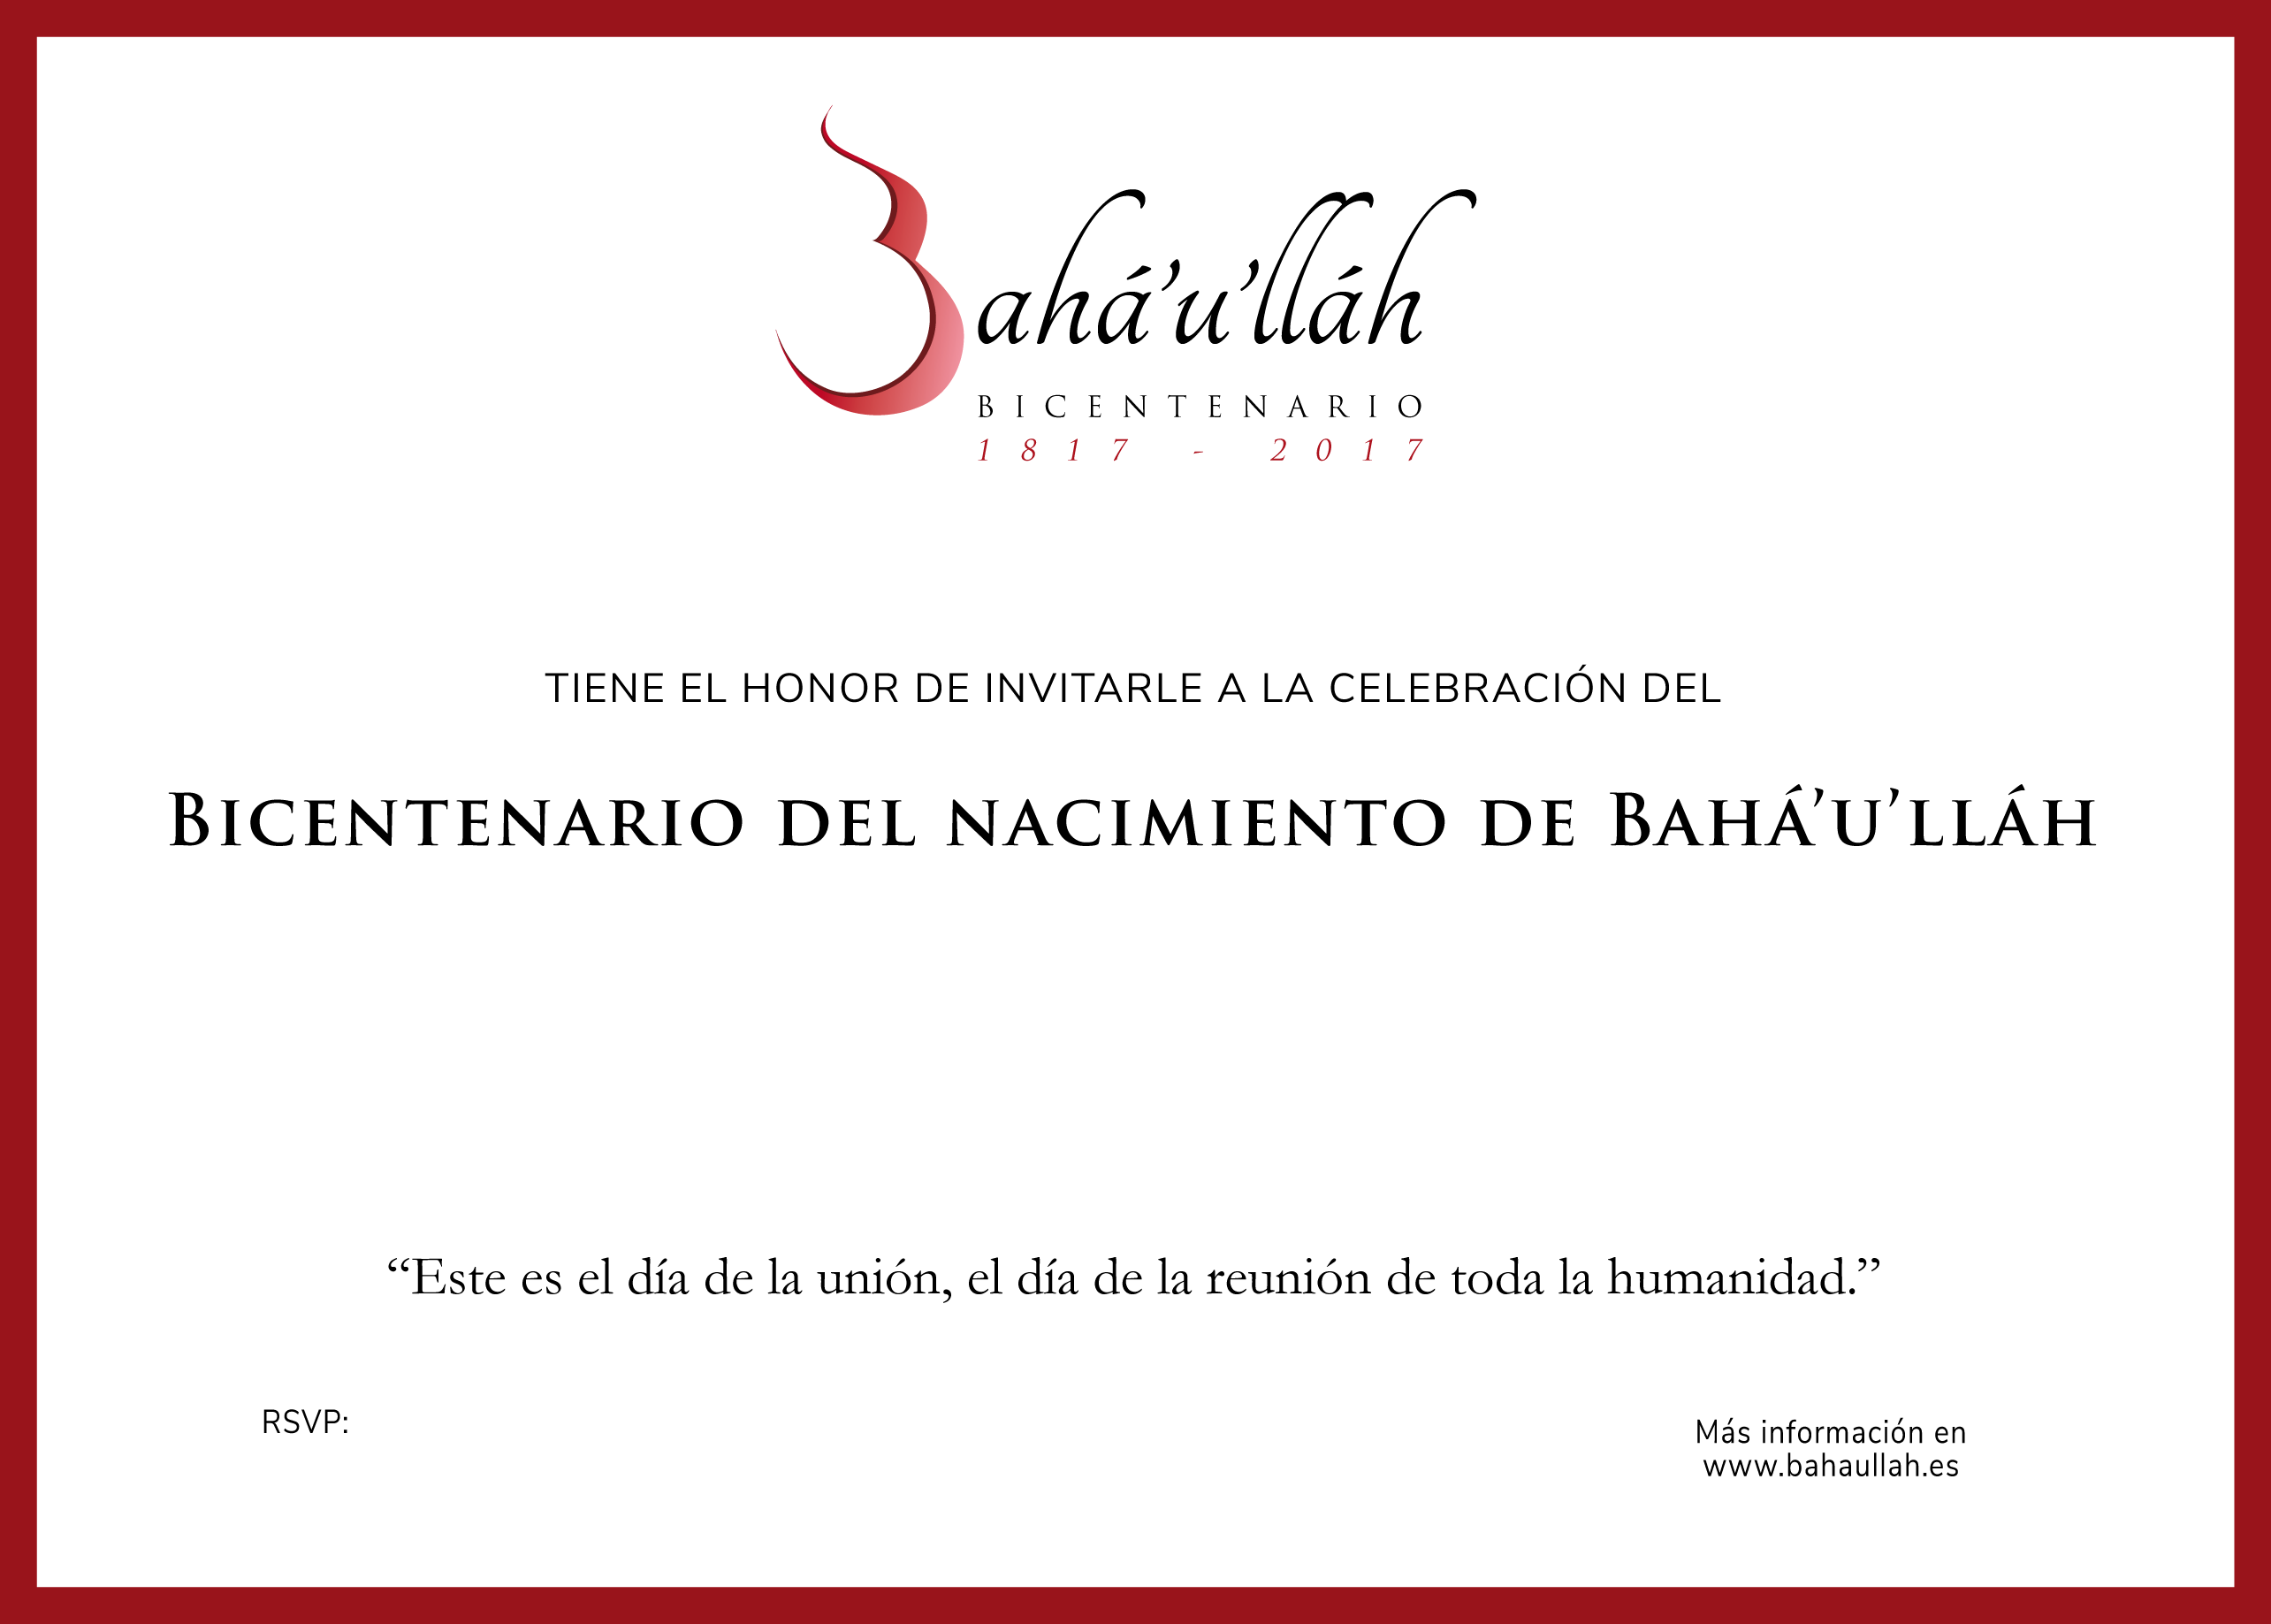 Bahá’u’lláh
BICENTENARIO
1817 - 2017
TIENE EL HONOR DE INVITARLE A LA CELEBRACIÓN DEL
Bicentenario del nacimiento de Bahá’u’lláh
“Este es el día de la unión, el día de la reunión de toda la humanidad.”
RSVP:
Más información en
www.bahaullah.es